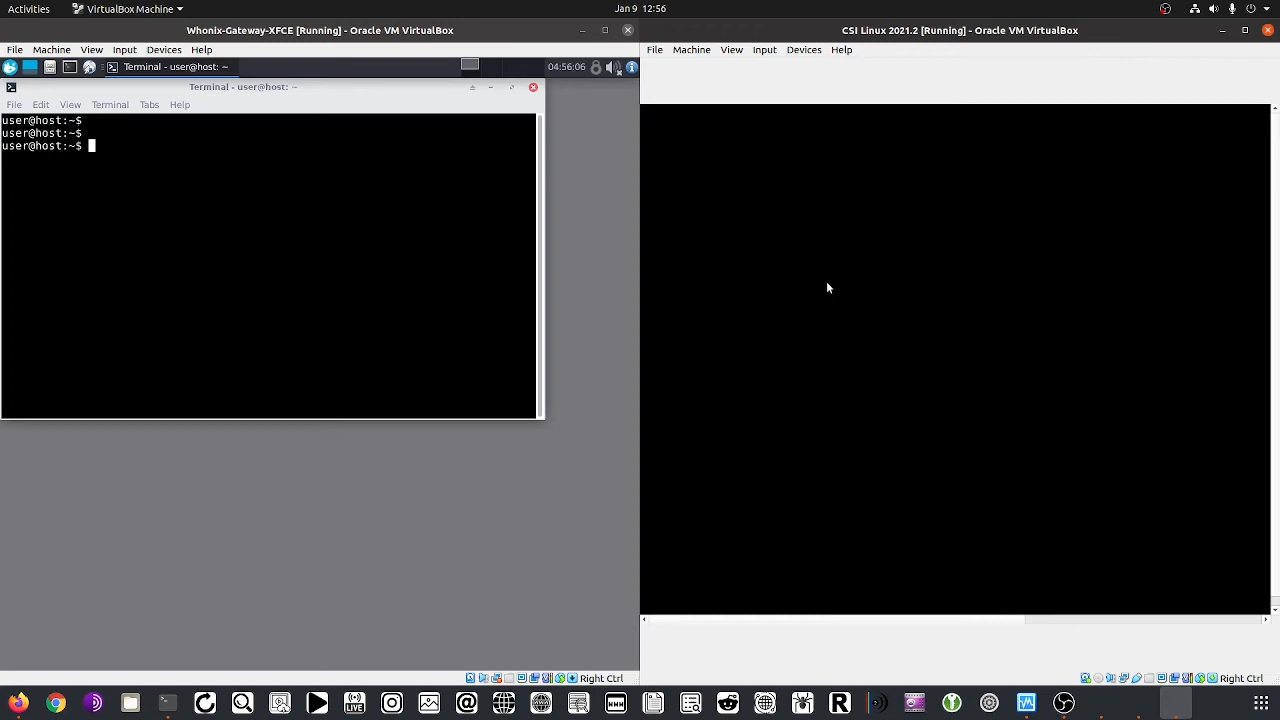 Activities
VirtualBox Machine
Jan 9 12:56
Whonix-Gateway-XFCE [Running] - Oracle VM VirtualBox
File Machine View Input Devices Help
Terminal - user@host: ~
04:56:06
Terminal - user@host: ~
File Edit View Terminal Tabs Help
user@host:~$
user@host:~$
user@host:~$
Right Ctrl
CSI Linux 2021.2 [Running] - Oracle VM VirtualBox
File Machine View Input Devices Help
Right Ctrl
LIVE
WWW
R